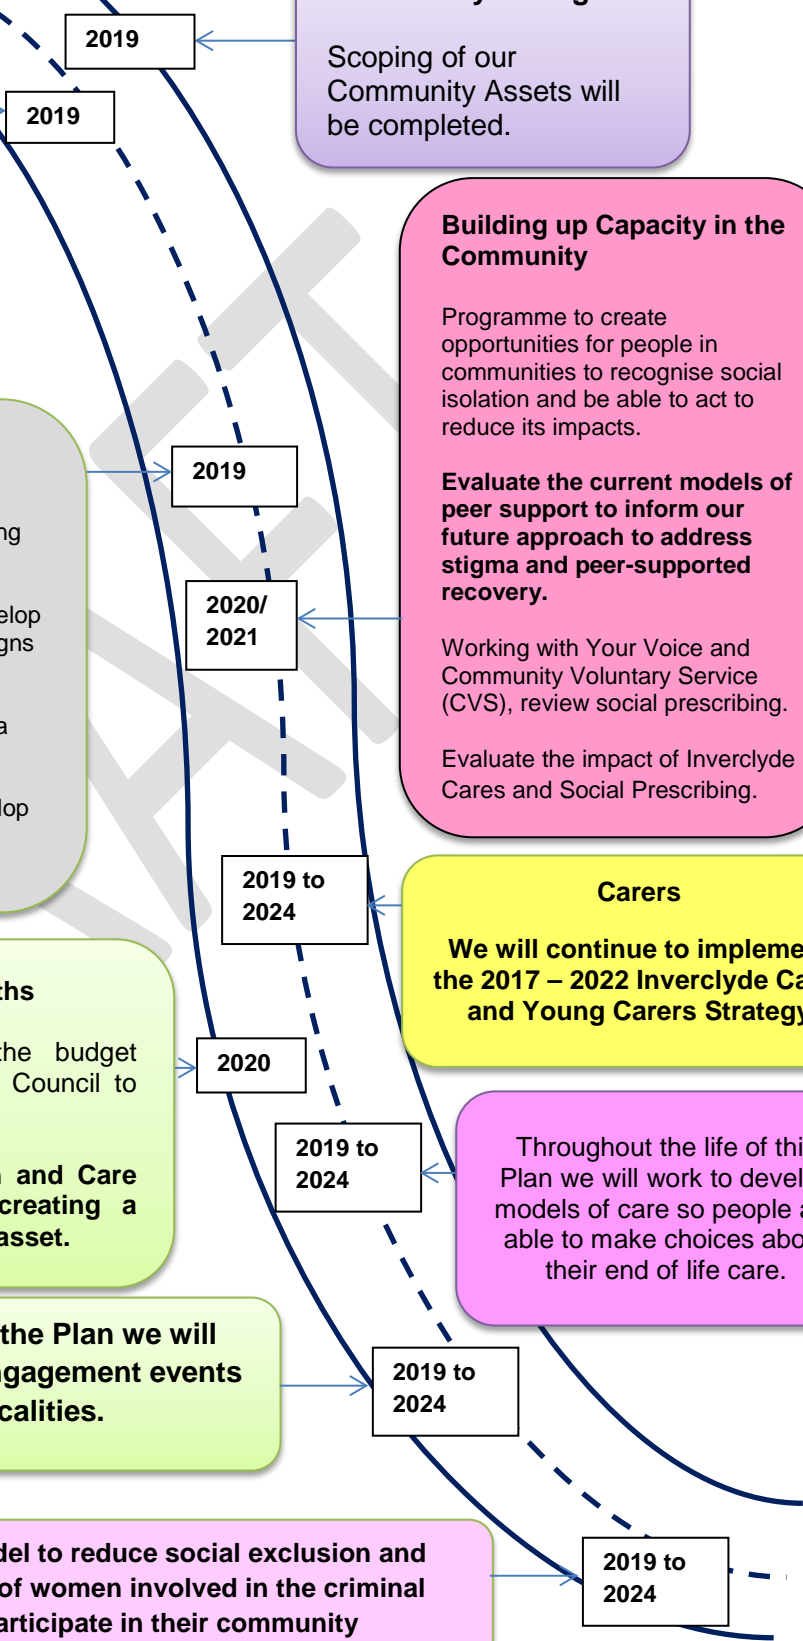 2019
Scoping of our
Community Assets will
be completed.
2019
Building up Capacity in the
Community
Programme to create
opportunities for people in
communities to recognise social
isolation and be able to act to
reduce its impacts.
Evaluate the current models of
peer support to inform our
future approach to address
stigma and peer-supported
recovery.
Working with Your Voice and
Community Voluntary Service
(CVS), review social prescribing.
Evaluate the impact of Inverclyde
Cares and Social Prescribing.
2019
2020/
2021
2019 to
2024
Carers
We will continue to impleme
the 2017 – 2022 Inverclyde Ca
and Young Carers Strategy
the budget
Council to
and Care
creating a
asset.
2020
2019 to
2024
Throughout the life of thi
Plan we will work to devel
models of care so people a
able to make choices abo
their end of life care.
the Plan we will
ngagement events
calities.
2019 to
2024
del to reduce social exclusion and
of women involved in the criminal
articipate in their community
2019 to
2024